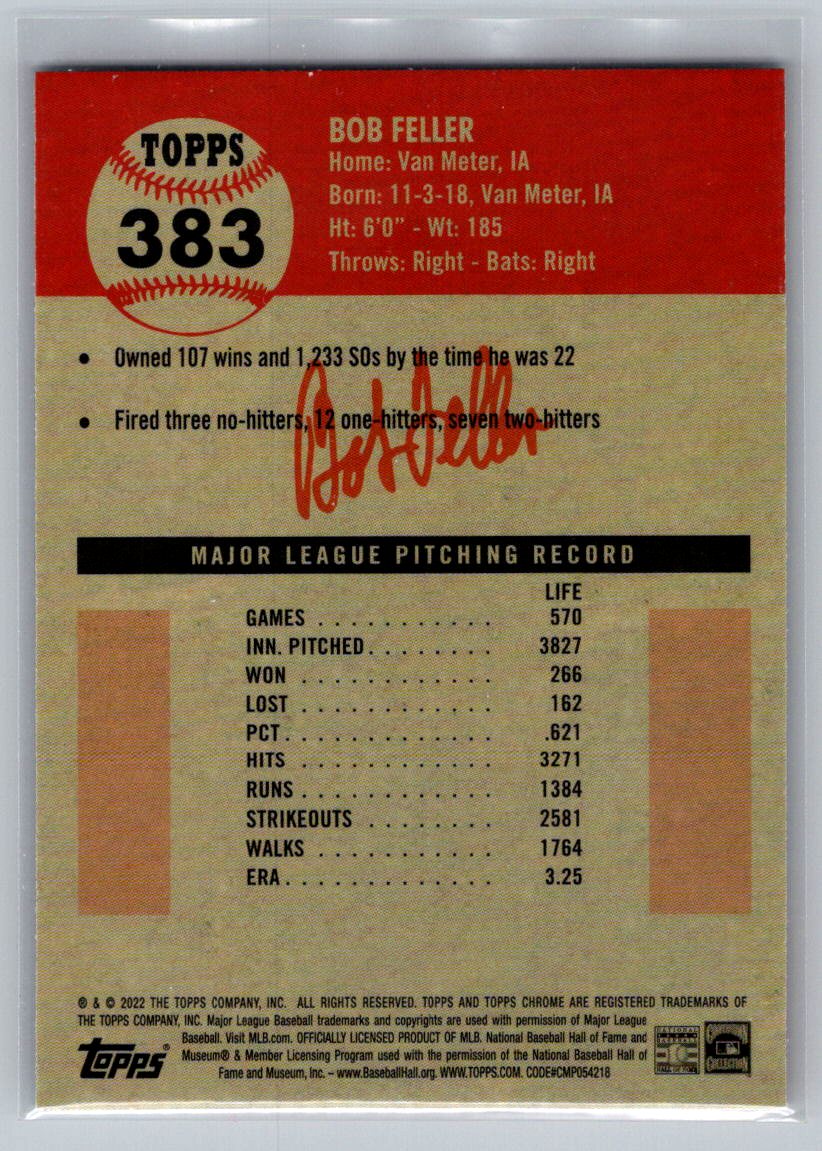 TOPPS
383
BOB FELLER
Home: Van Meter, IA
Born: 11-3-18, Van Meter, IA
Ht: 6'0" - Wt: 185
Throws: Right - Bats: Right
• Owned 107 wins and 1,233 SOs by the time he was 22
• Fired three no-hitters, 12 one-hitters, seven two-hitters
Bob Feller
MAJOR LEAGUE PITCHING RECORD
LIFE
GAMES . . . . . . . . . . . 570
INN. PITCHED. . . . . . . . 3827
WON . . . . . . . . . . . . 266
LOST . . . . . . . . . . . . 162
PCT. . . . . . . . . . . . . .621
HITS . . . . . . . . . . . . 3271
RUNS . . . . . . . . . . . . 1384
STRIKEOUTS . . . . . . . . 2581
WALKS . . . . . . . . . . . 1764
ERA. . . . . . . . . . . . . 3.25
® & © 2022 THE TOPPS COMPANY, INC. ALL RIGHTS RESERVED. TOPPS AND TOPPS CHROME ARE REGISTERED TRADEMARKS OF
THE TOPPS COMPANY, INC. Major League Baseball trademarks and copyrights are used with permission of Major League
Baseball. Visit MLB.com. OFFICIALLY LICENSED PRODUCT OF MLB. National Baseball Hall of Fame and
Museum® & Member Licensing Program used with the permission of the National Baseball Hall of
Fame and Museum, Inc. – www.BaseballHall.org. WWW.TOPPS.COM. CODE#CMP054218
Topps®
NATIONAL
BASEBALL
HALL OF FAME
COLLECTION